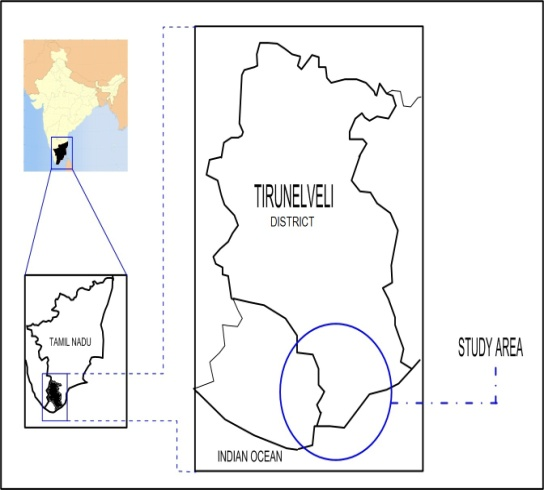 TIRUNELVELI
DISTRICT
TAMIL NADU
STUDY AREA
INDIAN OCEAN